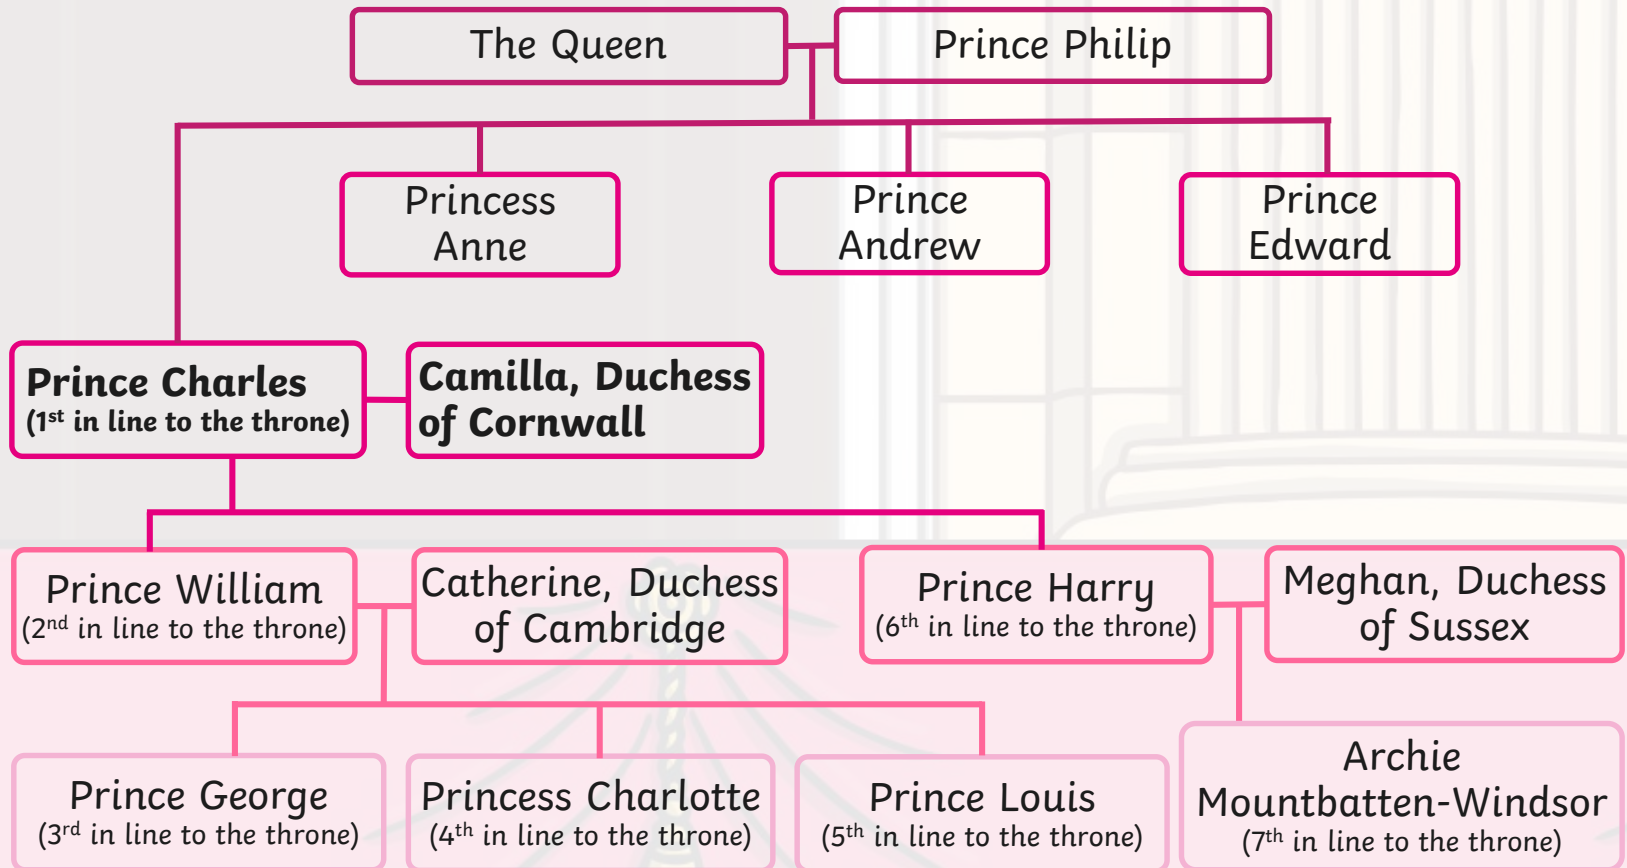 The Queen
Prince Philip
Princess
Anne
Prince
Andrew
Prince
Edward
Prince Charles
(1st in line to the throne)
Camilla, Duchess
of Cornwall
Prince William
(2nd in line to the throne)
Catherine, Duchess
of Cambridge
Prince Harry
(6th in line to the throne)
Meghan, Duchess
of Sussex
Prince George
(3rd in line to the throne)
Princess Charlotte
(4th in line to the throne)
Prince Louis
(5th in line to the throne)
Archie
Mountbatten-Windsor
(7th in line to the throne)